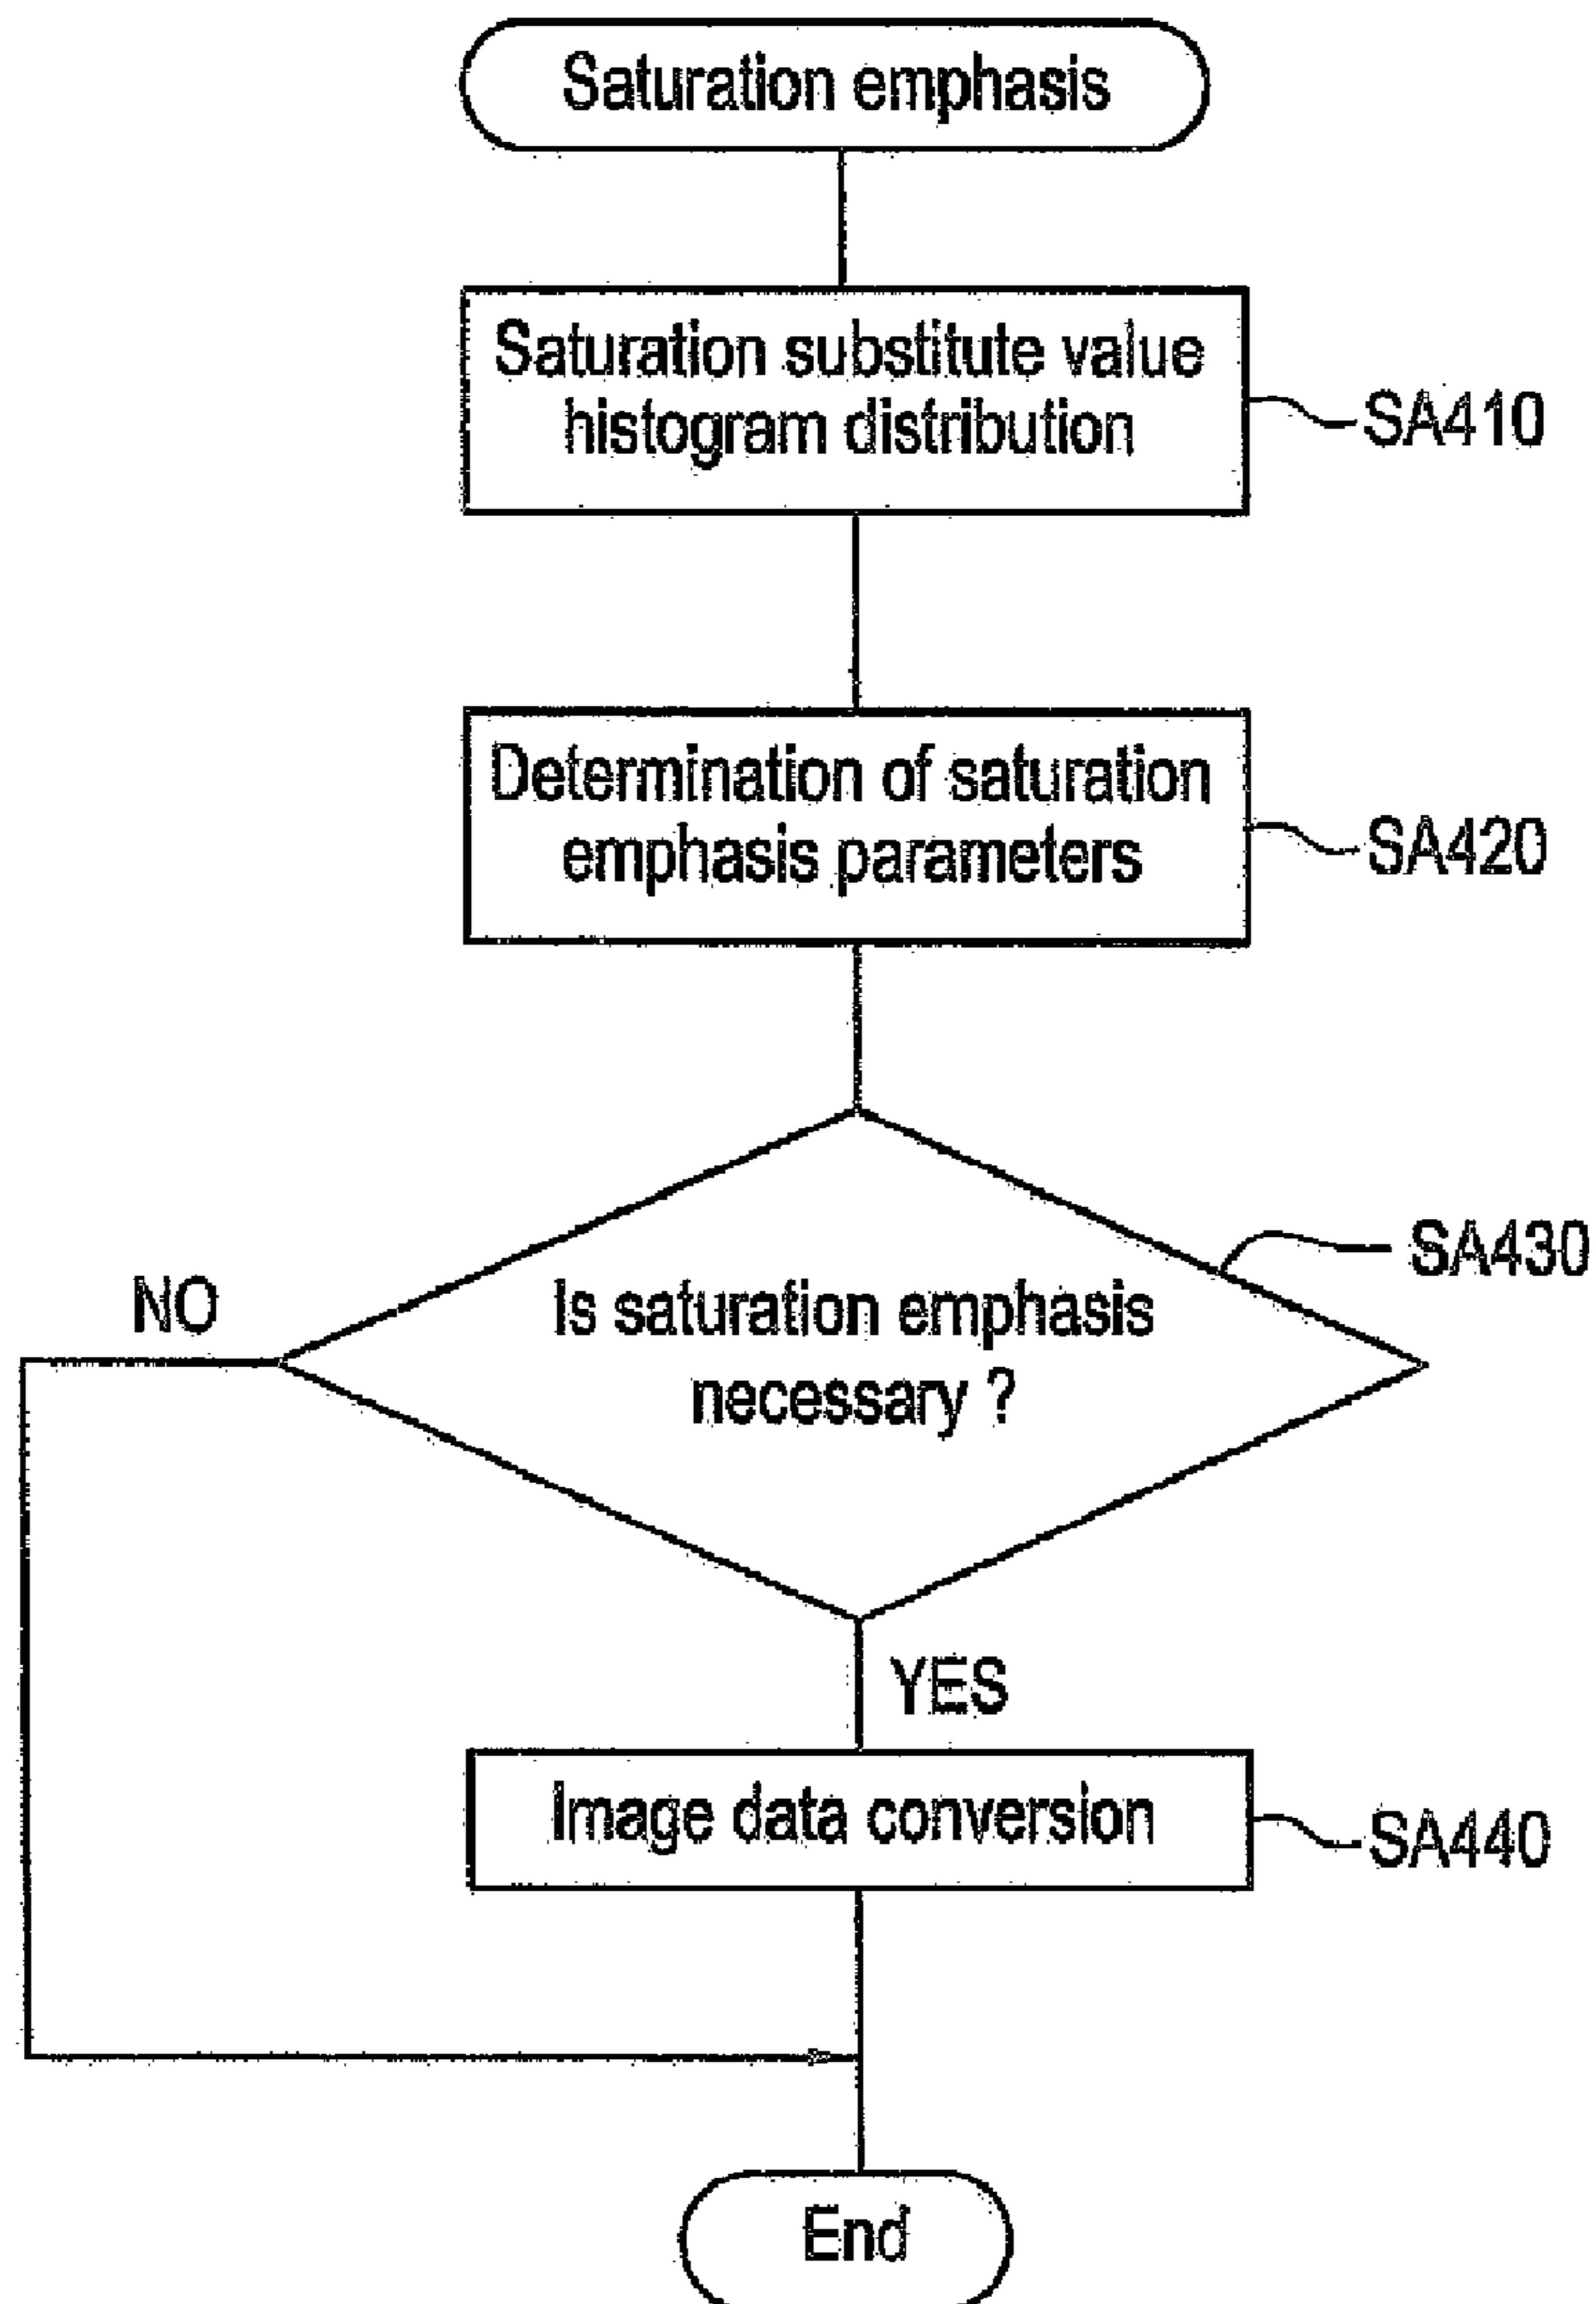 Saturation emphasis
Saturation substitute value
histogram distribution
SA410
Determination of saturation
emphasis parameters
SA420
SA430
NO
Is saturation emphasis
necessary ?
YES
Image data conversion
SA440
End